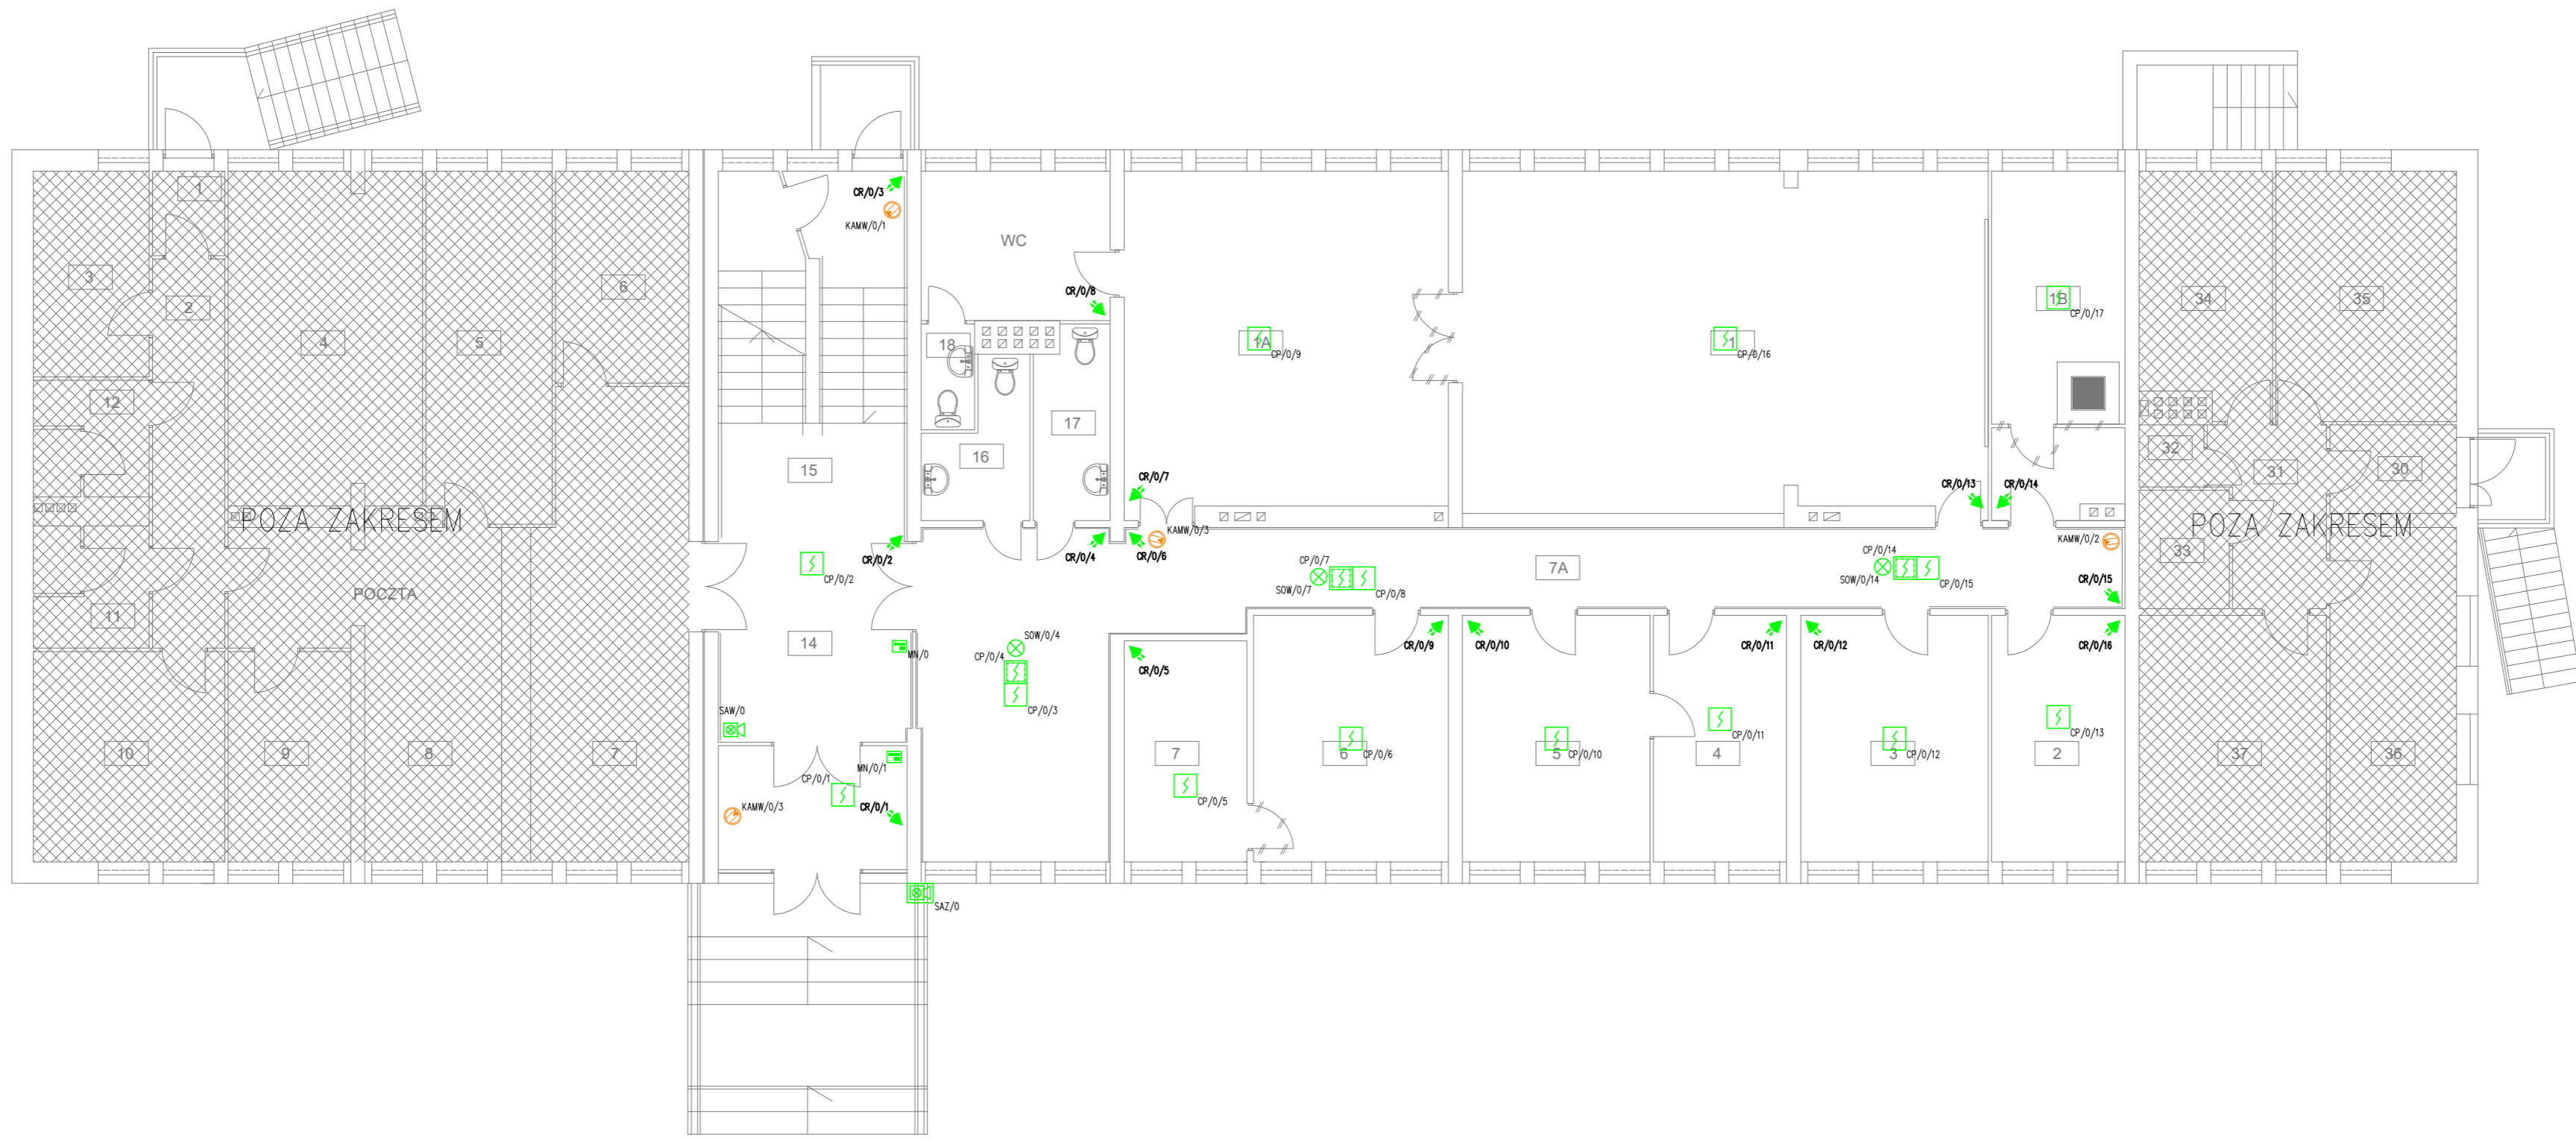 1
CR/0/3
KAMW/0/1
WC
3
2
6
CR/0/8
1B
CP/0/17
34
35
4
5
18
1A
CP/0/9
1
CP/0/16
12
17
15
16
32
31
30
CR/0/7
CR/0/13
CR/0/14
POZA ZAKRESEM
POZA ZAKRESEM
KAMW/0/3
KAMW/0/2
33
CR/0/2
CR/0/4
CR/0/6
CP/0/2
CP/0/7
SOW/0/7
CP/0/8
7A
CP/0/14
SOW/0/14
CP/0/15
CR/0/15
POCZTA
11
14
MN/0
SOW/0/4
CP/0/4
CP/0/3
CR/0/5
CR/0/9
CR/0/10
CR/0/11
CR/0/12
CR/0/16
SAW/0
10
9
8
7
MN/0/1
CP/0/1
KAMW/0/3
CR/0/1
7
CP/0/5
6
CP/0/6
5
CP/0/10
4
CP/0/11
3
CP/0/12
2
CP/0/13
37
36
SAZ/0